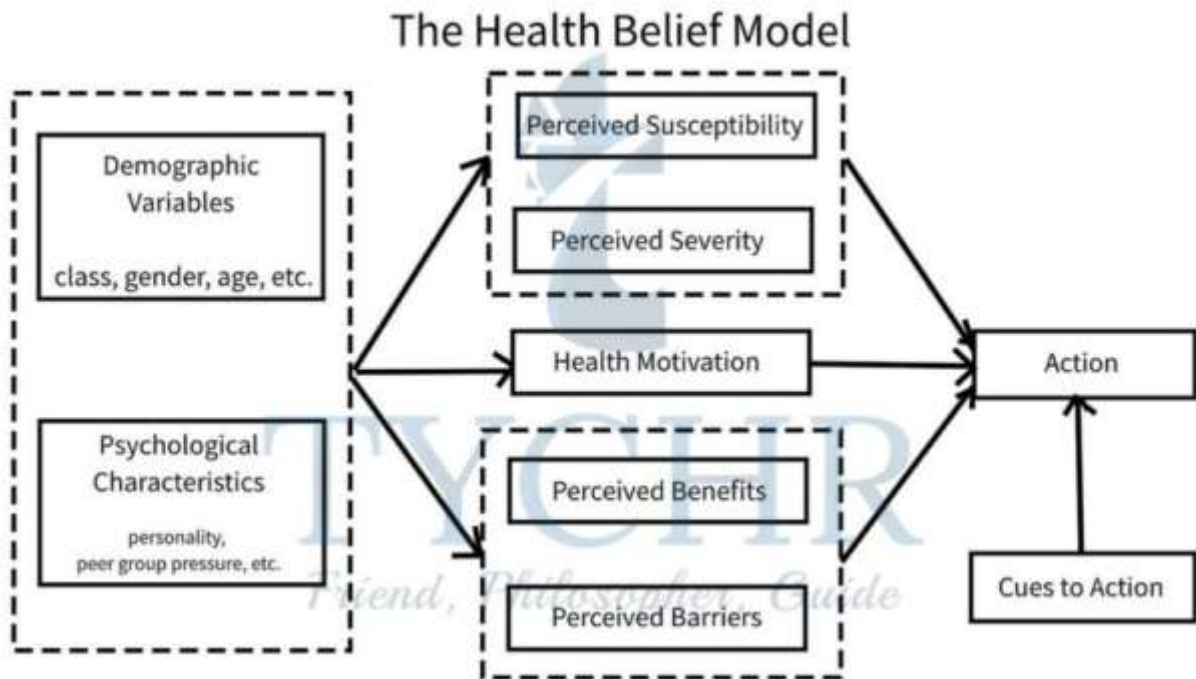 The Health Belief Model
Demographic
Variables
class, gender, age, etc.
Psychological
Characteristics
personality,
peer group pressure, etc.
Perceived Susceptibility
Perceived Severity
Health Motivation
Perceived Benefits
Perceived Barriers
Action
Cues to Action
TYCHR
Friend, Philosopher, Guide